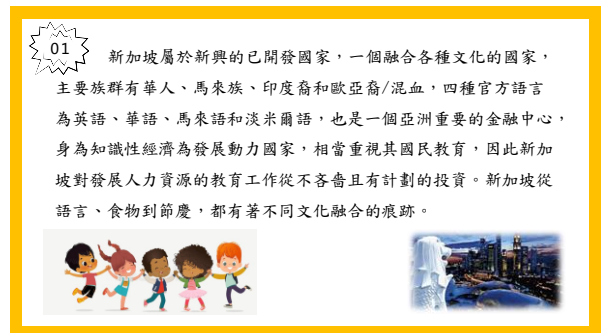 01
新加坡屬於新興的已開發國家，一個融合各種文化的國家，
主要族群有華人、馬來族、印度裔和歐亞裔/混血，四種官方語言
為英語、華語、馬來語和淡米爾語，也是一個亞洲重要的金融中心，
身為知識性經濟為發展動力國家，相當重視其國民教育，因此新加
坡對發展人力資源的教育工作從不吝嗇且有計劃的投資。新加坡從
語言、食物到節慶，都有著不同文化融合的痕跡。